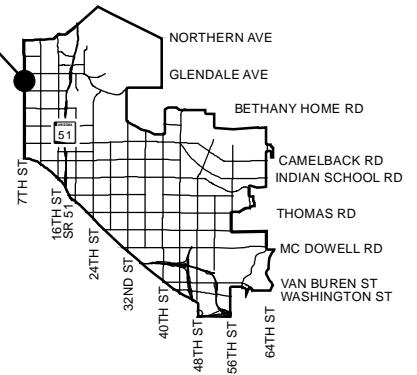 NORTHERN AVE
GLENDALE AVE
BETHANY HOME RD
ARIZONA
51
CAMELBACK RD
INDIAN SCHOOL RD
THOMAS RD
MC DOWELL RD
VAN BUREN ST
WASHINGTON ST
7TH ST
16TH ST
SR 51
24TH ST
32ND ST
40TH ST
48TH ST
56TH ST
64TH ST